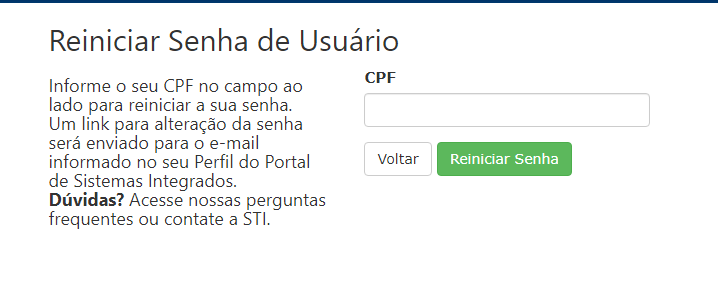 Reiniciar Senha de Usuário
Informe o seu CPF no campo ao
lado para reiniciar a sua senha.
Um link para alteração da senha
será enviado para o e-mail
informado no seu Perfil do Portal
de Sistemas Integrados.
Dúvidas? Acesse nossas perguntas
frequentes ou contate a STI.
CPF
Voltar
Reiniciar Senha